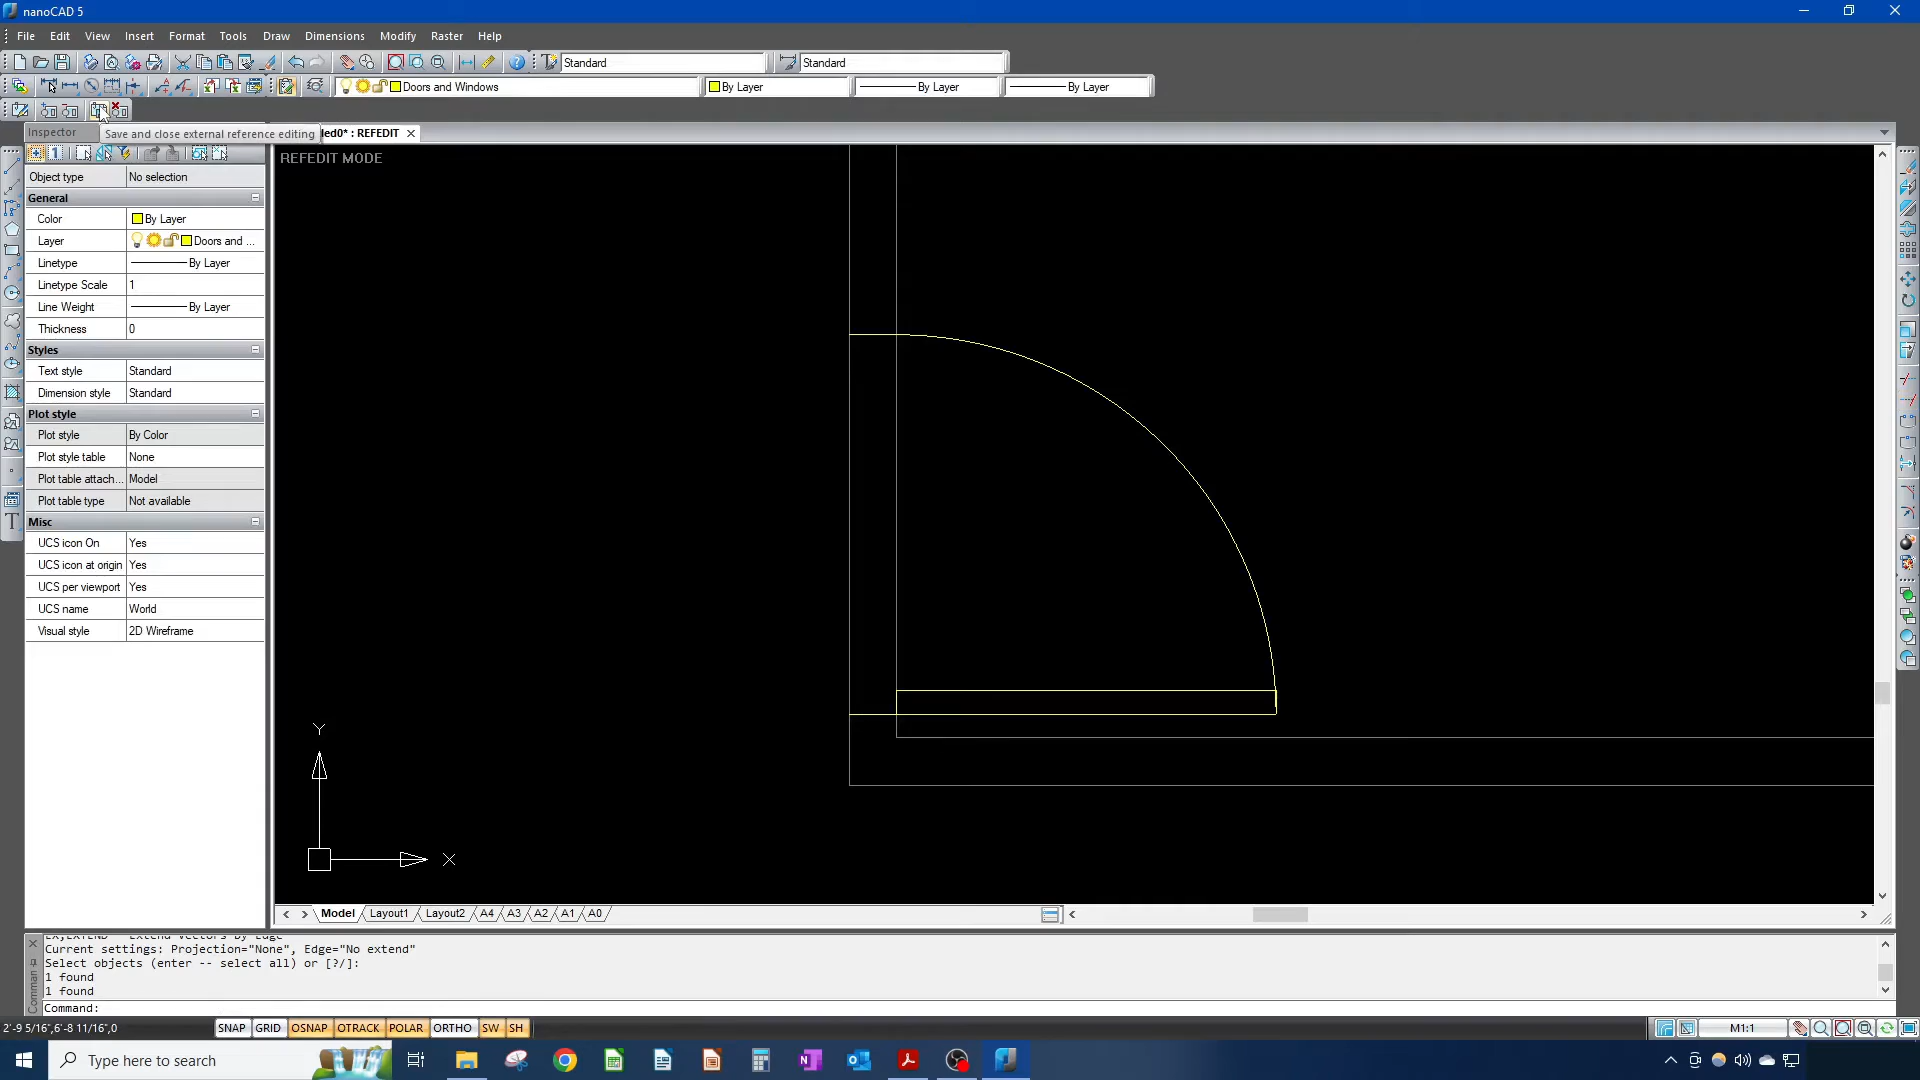 nanoCAD 5
File Edit View Insert Format Tools Draw Dimensions Modify Raster Help
Standard Standard
Doors and Windows By Layer By Layer By Layer
Inspector Save and close external reference editing led0* : REFEDIT
REFEDIT MODE
Object type No selection
General
Color By Layer
Layer Doors and ...
Linetype By Layer
Linetype Scale 1
Line Weight By Layer
Thickness 0
Styles
Text style Standard
Dimension style Standard
Plot style
Plot style By Color
Plot style table None
Plot table attach... Model
Plot table type Not available
Misc
UCS icon On Yes
UCS icon at origin Yes
UCS per viewport Yes
UCS name World
Visual style 2D Wireframe
Y
X
Model Layout1 Layout2 A4 A3 A2 A1 A0
EX,EXTEND - Extend vectors by Edge
Current settings: Projection="None", Edge="No extend"
Select objects (enter -- select all) or [?/]:
1 found
1 found
Command:
Command
2'-9 5/16",6'-8 11/16",0 SNAP GRID OSNAP OTRACK POLAR ORTHO SW SH M1:1
Type here to search